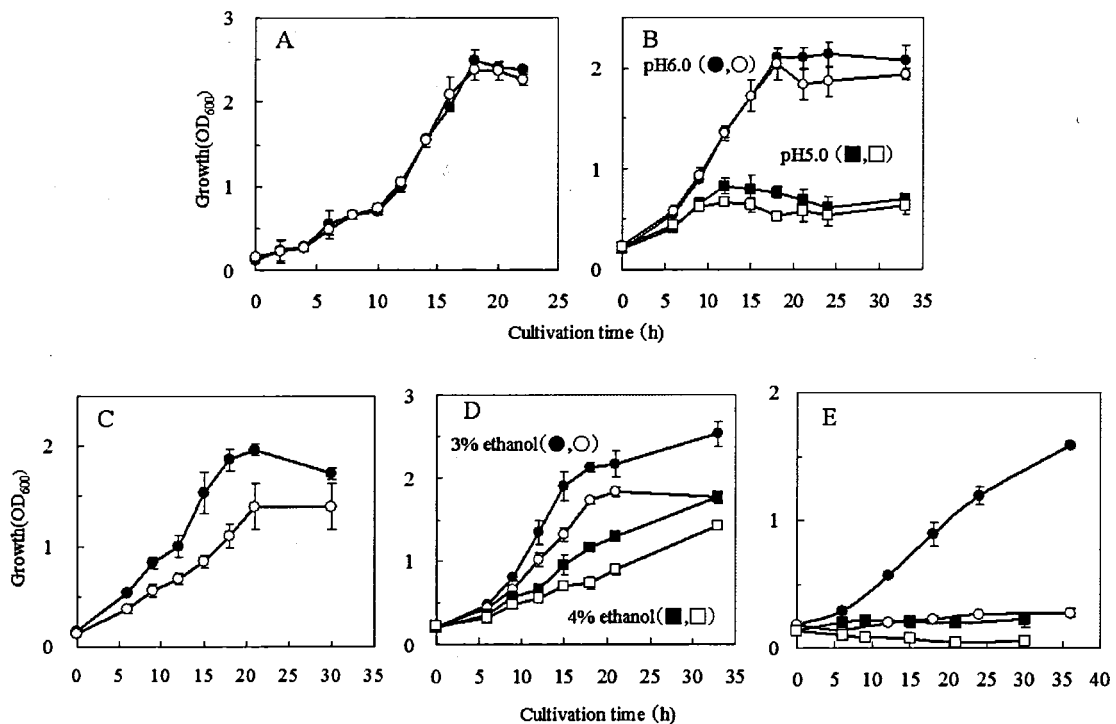 A
B
Growth(OD600)
3
2
1
0
0 5 10 15 20 25
2
1
0
pH6.0 (●,○)
pH5.0 (■,□)
0 5 10 15 20 25 30 35
Cultivation time (h)
C
D
E
Growth(OD600)
2
1
0
0 5 10 15 20 25 30 35
3
2
1
0
3% ethanol(●,○)
4% ethanol(■,□)
0 5 10 15 20 25 30 35
2
1
0
0 5 10 15 20 25 30 35 40
Cultivation time (h)